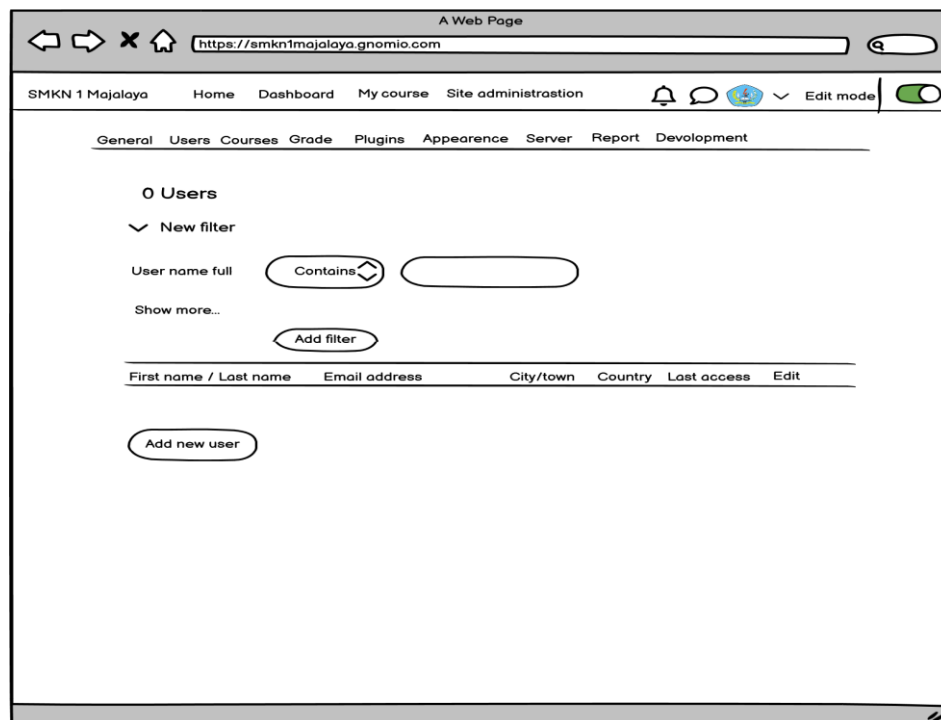 A Web Page
https://smkn1majalaya.gnomio.com
SMKN 1 Majalaya Home Dashboard My course Site administrastion Edit mode
General Users Courses Grade Plugins Appearence Server Report Devolopment
0 Users
New filter
User name full Contains
Show more...
Add filter
First name / Last name Email address City/town Country Last access Edit
Add new user